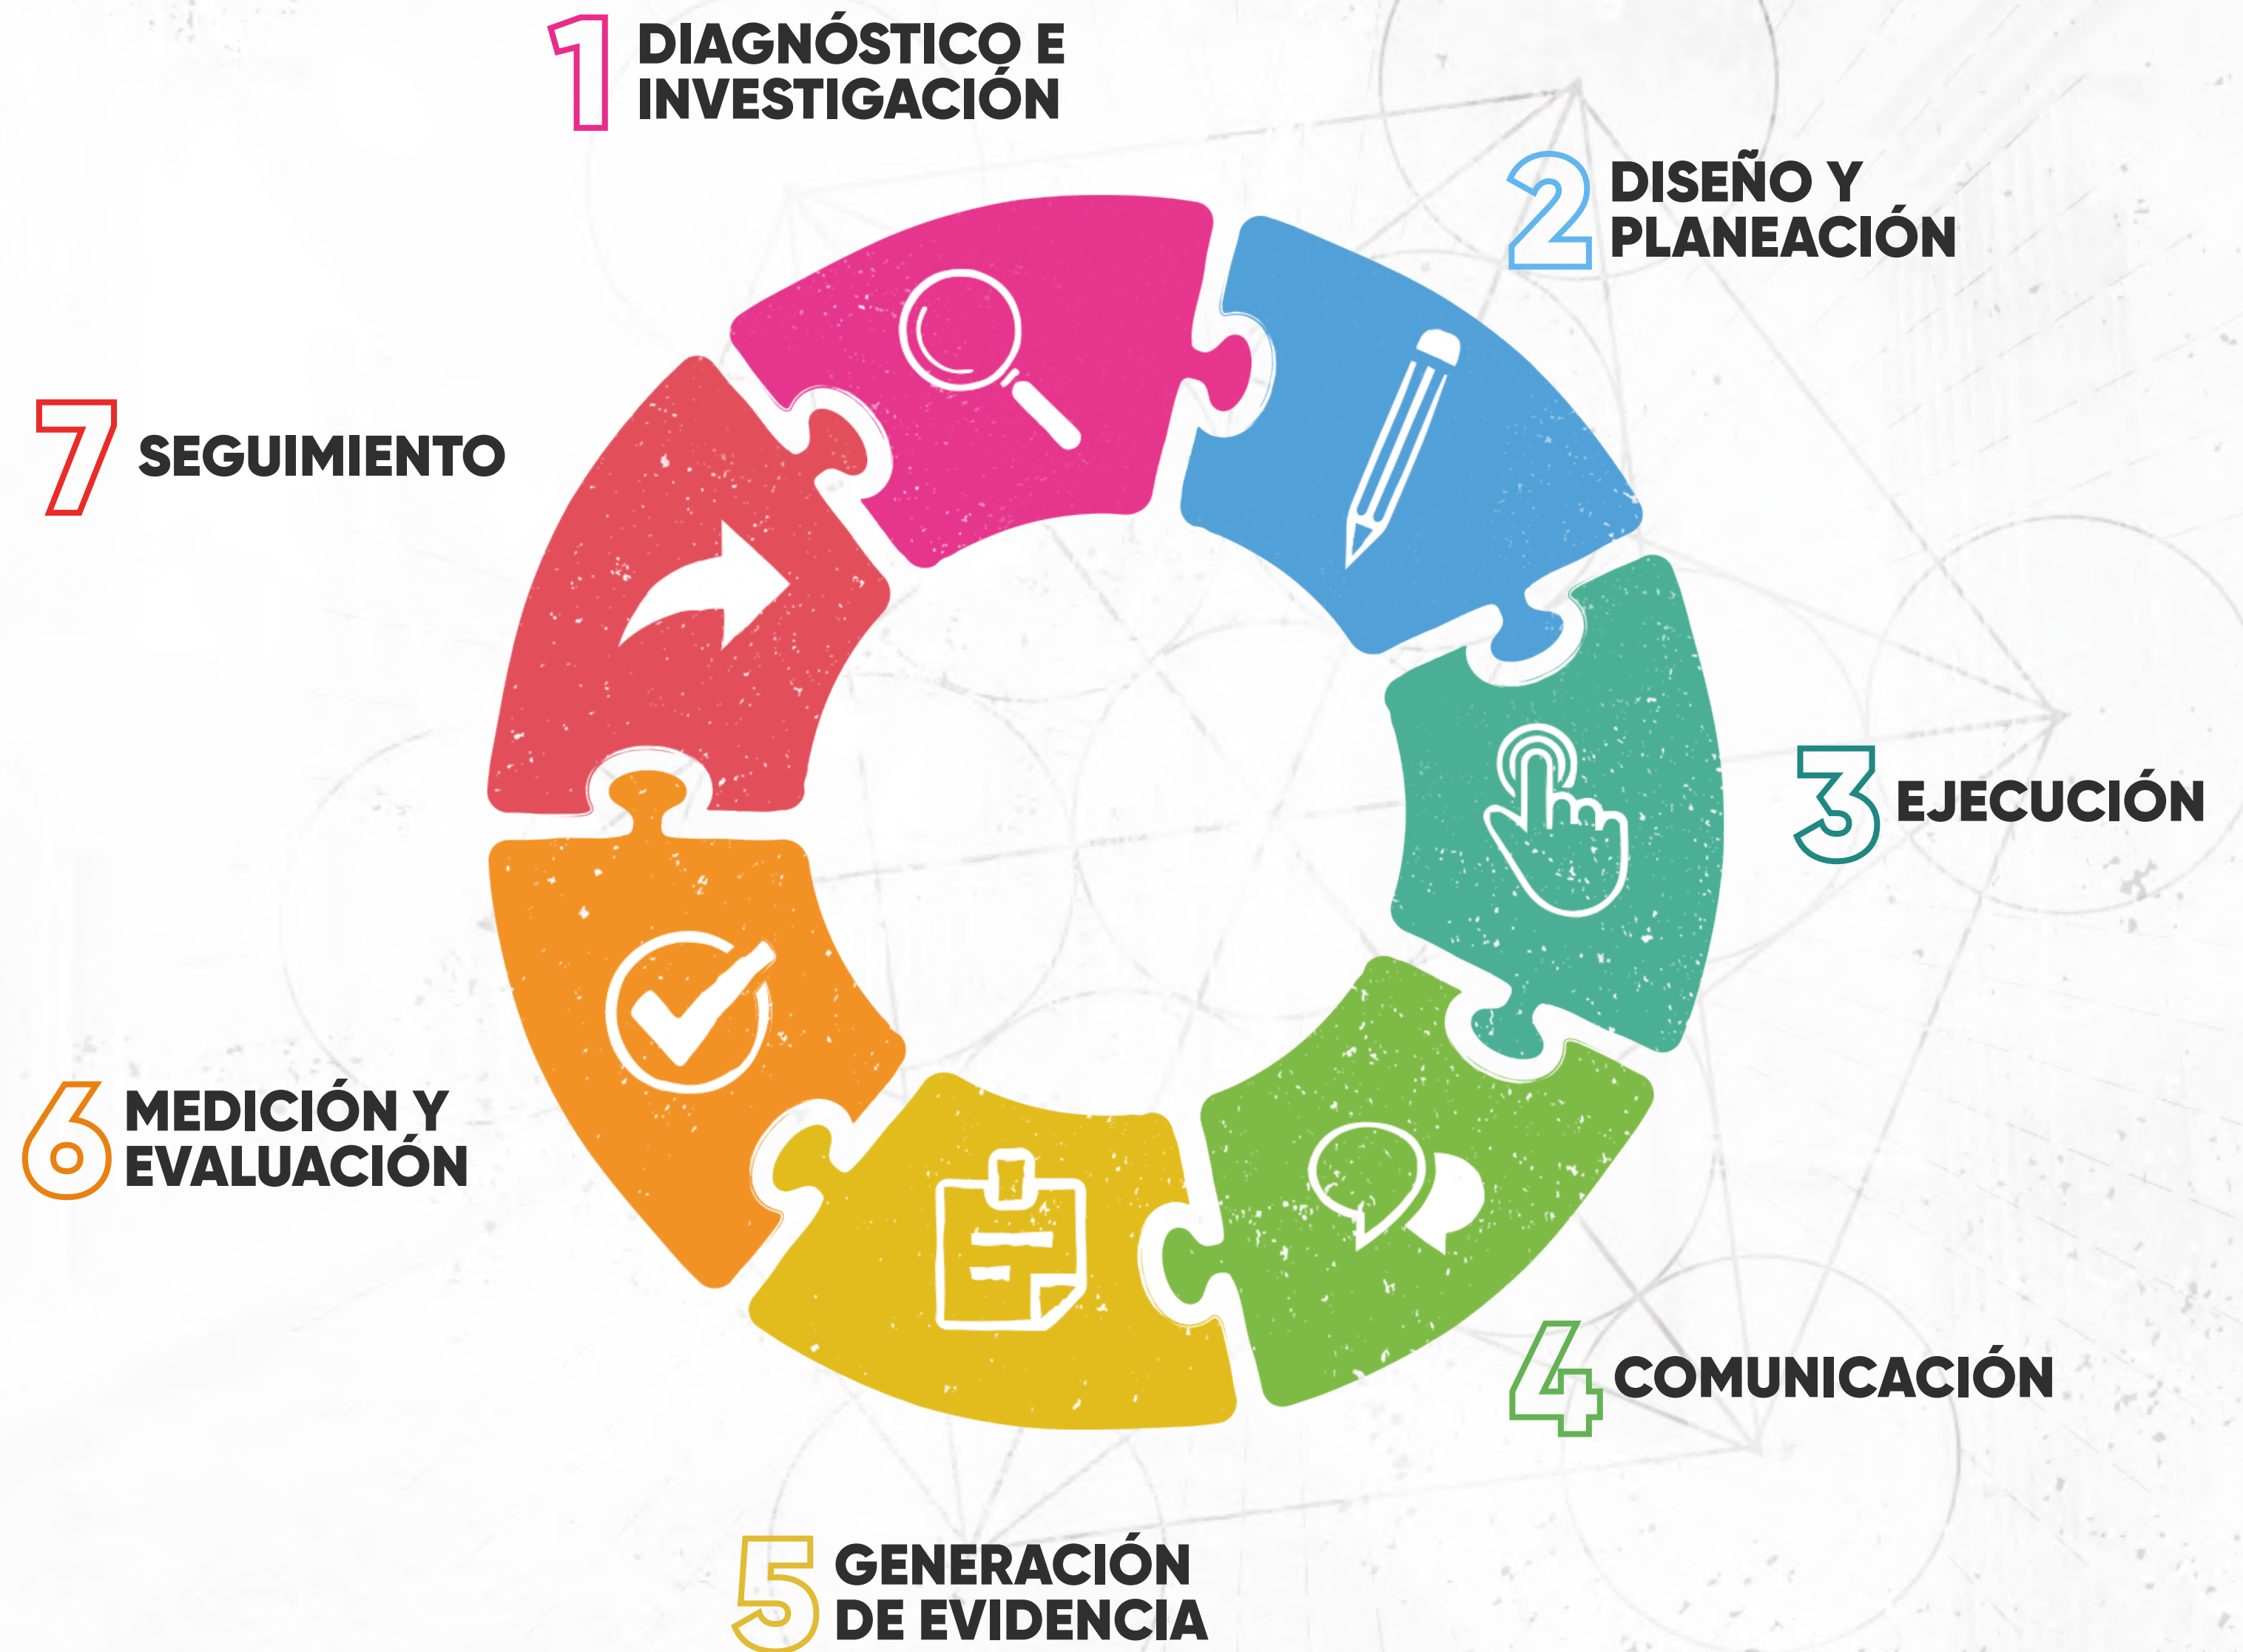 1 DIAGNÓSTICO E
INVESTIGACIÓN
2 DISEÑO Y
PLANEACIÓN
3 EJECUCIÓN
4 COMUNICACIÓN
5 GENERACIÓN
DE EVIDENCIA
6 MEDICIÓN Y
EVALUACIÓN
7 SEGUIMIENTO